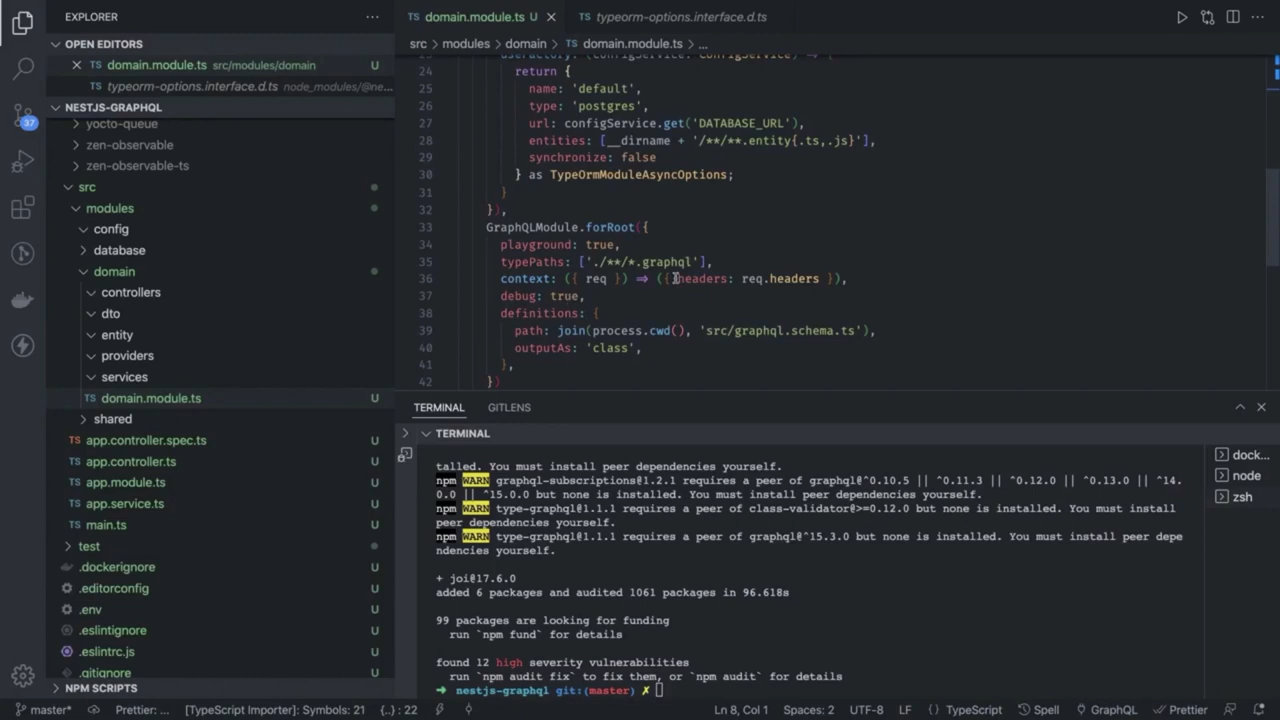 EXPLORER
OPEN EDITORS
domain.module.ts src/modules/domain U
typeorm-options.interface.d.ts node_modules/@ne...
NESTJS-GRAPHQL
yocto-queue
zen-observable
zen-observable-ts
src
modules
config
database
domain
controllers
dto
entity
providers
services
TS domain.module.ts U
shared
TS app.controller.spec.ts U
TS app.controller.ts U
TS app.module.ts U
TS app.service.ts U
TS main.ts U
test
.dockerignore U
.editorconfig U
.env U
.eslintignore U
.eslintrc.js U
.gitignore U
NPM SCRIPTS
37
TS domain.module.ts U
TS typeorm-options.interface.d.ts
src > modules > domain > TS domain.module.ts > ...
23 useFactory: (configService: ConfigService) => {
24 return {
25 name: 'default',
26 type: 'postgres',
27 url: configService.get('DATABASE_URL'),
28 entities: [__dirname + '/**/**.entity{.ts,.js}'],
29 synchronize: false
30 } as TypeOrmModuleAsyncOptions;
31 }
32 }),
33 GraphQLModule.forRoot({
34 playground: true,
35 typePaths: ['./**/*.graphql'],
36 context: ({ req }) => ({ headers: req.headers }),
37 debug: true,
38 definitions: {
39 path: join(process.cwd(), 'src/graphql.schema.ts'),
40 outputAs: 'class',
41 },
42 })
TERMINAL GITLENS
TERMINAL
talled. You must install peer dependencies yourself.
npm WARN graphql-subscriptions@1.2.1 requires a peer of graphql@^0.10.5 || ^0.11.3 || ^0.12.0 || ^0.13.0 || ^14.
0.0 || ^15.0.0 but none is installed. You must install peer dependencies yourself.
npm WARN type-graphql@1.1.1 requires a peer of class-validator@>=0.12.0 but none is installed. You must install
peer dependencies yourself.
npm WARN type-graphql@1.1.1 requires a peer of graphql@^15.3.0 but none is installed. You must install peer depe
ndencies yourself.
+ joi@17.6.0
added 6 packages and audited 1061 packages in 96.618s
99 packages are looking for funding
run `npm fund` for details
found 12 high severity vulnerabilities
run `npm audit fix` to fix them, or `npm audit` for details
➜ nestjs-graphql git:(master) ✗
dock...
node
zsh
master* Prettier: ... [TypeScript Importer]: Symbols: 21 {..} : 22 Ln 8, Col 1 Spaces: 2 UTF-8 LF {} TypeScript Spell GraphQL Prettier